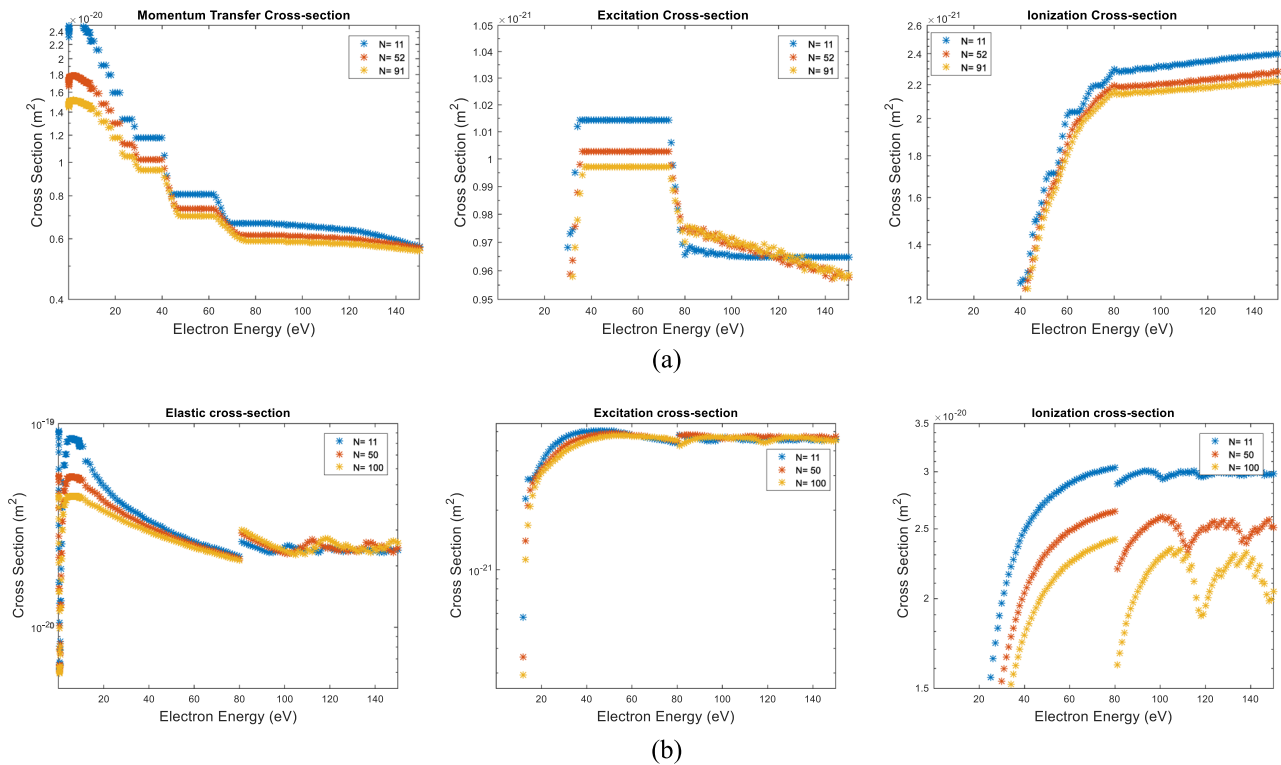 Momentum Transfer Cross-section
×10⁻²⁰
2.4
2.2
2
1.8
1.6
1.4
1.2
1
0.8
0.6
0.4
20 40 60 80 100 120 140
Cross Section (m²)
Electron Energy (eV)
N= 11
N= 52
N= 91
Excitation Cross-section
×10⁻²¹
1.05
1.04
1.03
1.02
1.01
1
0.99
0.98
0.97
0.96
0.95
20 40 60 80 100 120 140
Cross Section (m²)
Electron Energy (eV)
N= 11
N= 52
N= 91
Ionization Cross-section
×10⁻²¹
2.6
2.4
2.2
2
1.8
1.6
1.4
1.2
20 40 60 80 100 120 140
Cross Section (m²)
Electron Energy (eV)
N= 11
N= 52
N= 91
(a)
Elastic cross-section
10⁻¹⁹
10⁻²⁰
20 40 60 80 100 120 140
Cross Section (m²)
Electron Energy (eV)
N= 11
N= 50
N= 100
Excitation cross-section
10⁻²¹
20 40 60 80 100 120 140
Cross Section (m²)
Electron Energy (eV)
N= 11
N= 50
N= 100
Ionization cross-section
×10⁻²⁰
3.5
3
2.5
2
1.5
20 40 60 80 100 120 140
Cross Section (m²)
Electron Energy (eV)
N= 11
N= 50
N= 100
(b)